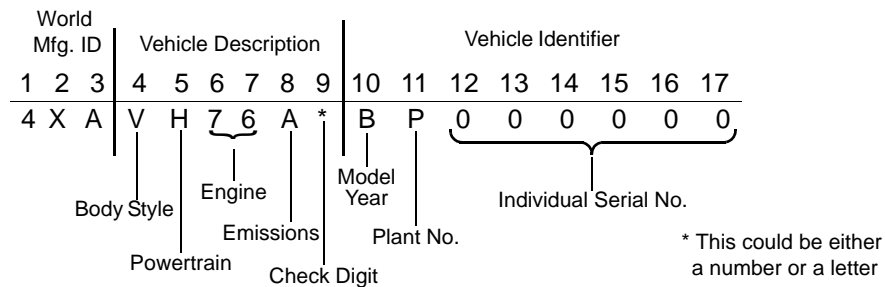 World
Mfg. ID Vehicle Description Vehicle Identifier
1 2 3 4 5 6 7 8 9 10 11 12 13 14 15 16 17
4 X A V H 7 6 A * B P 0 0 0 0 0 0
Body Style
Powertrain
Engine
Emissions
Check Digit
Model
Year
Plant No.
Individual Serial No.
* This could be either
a number or a letter